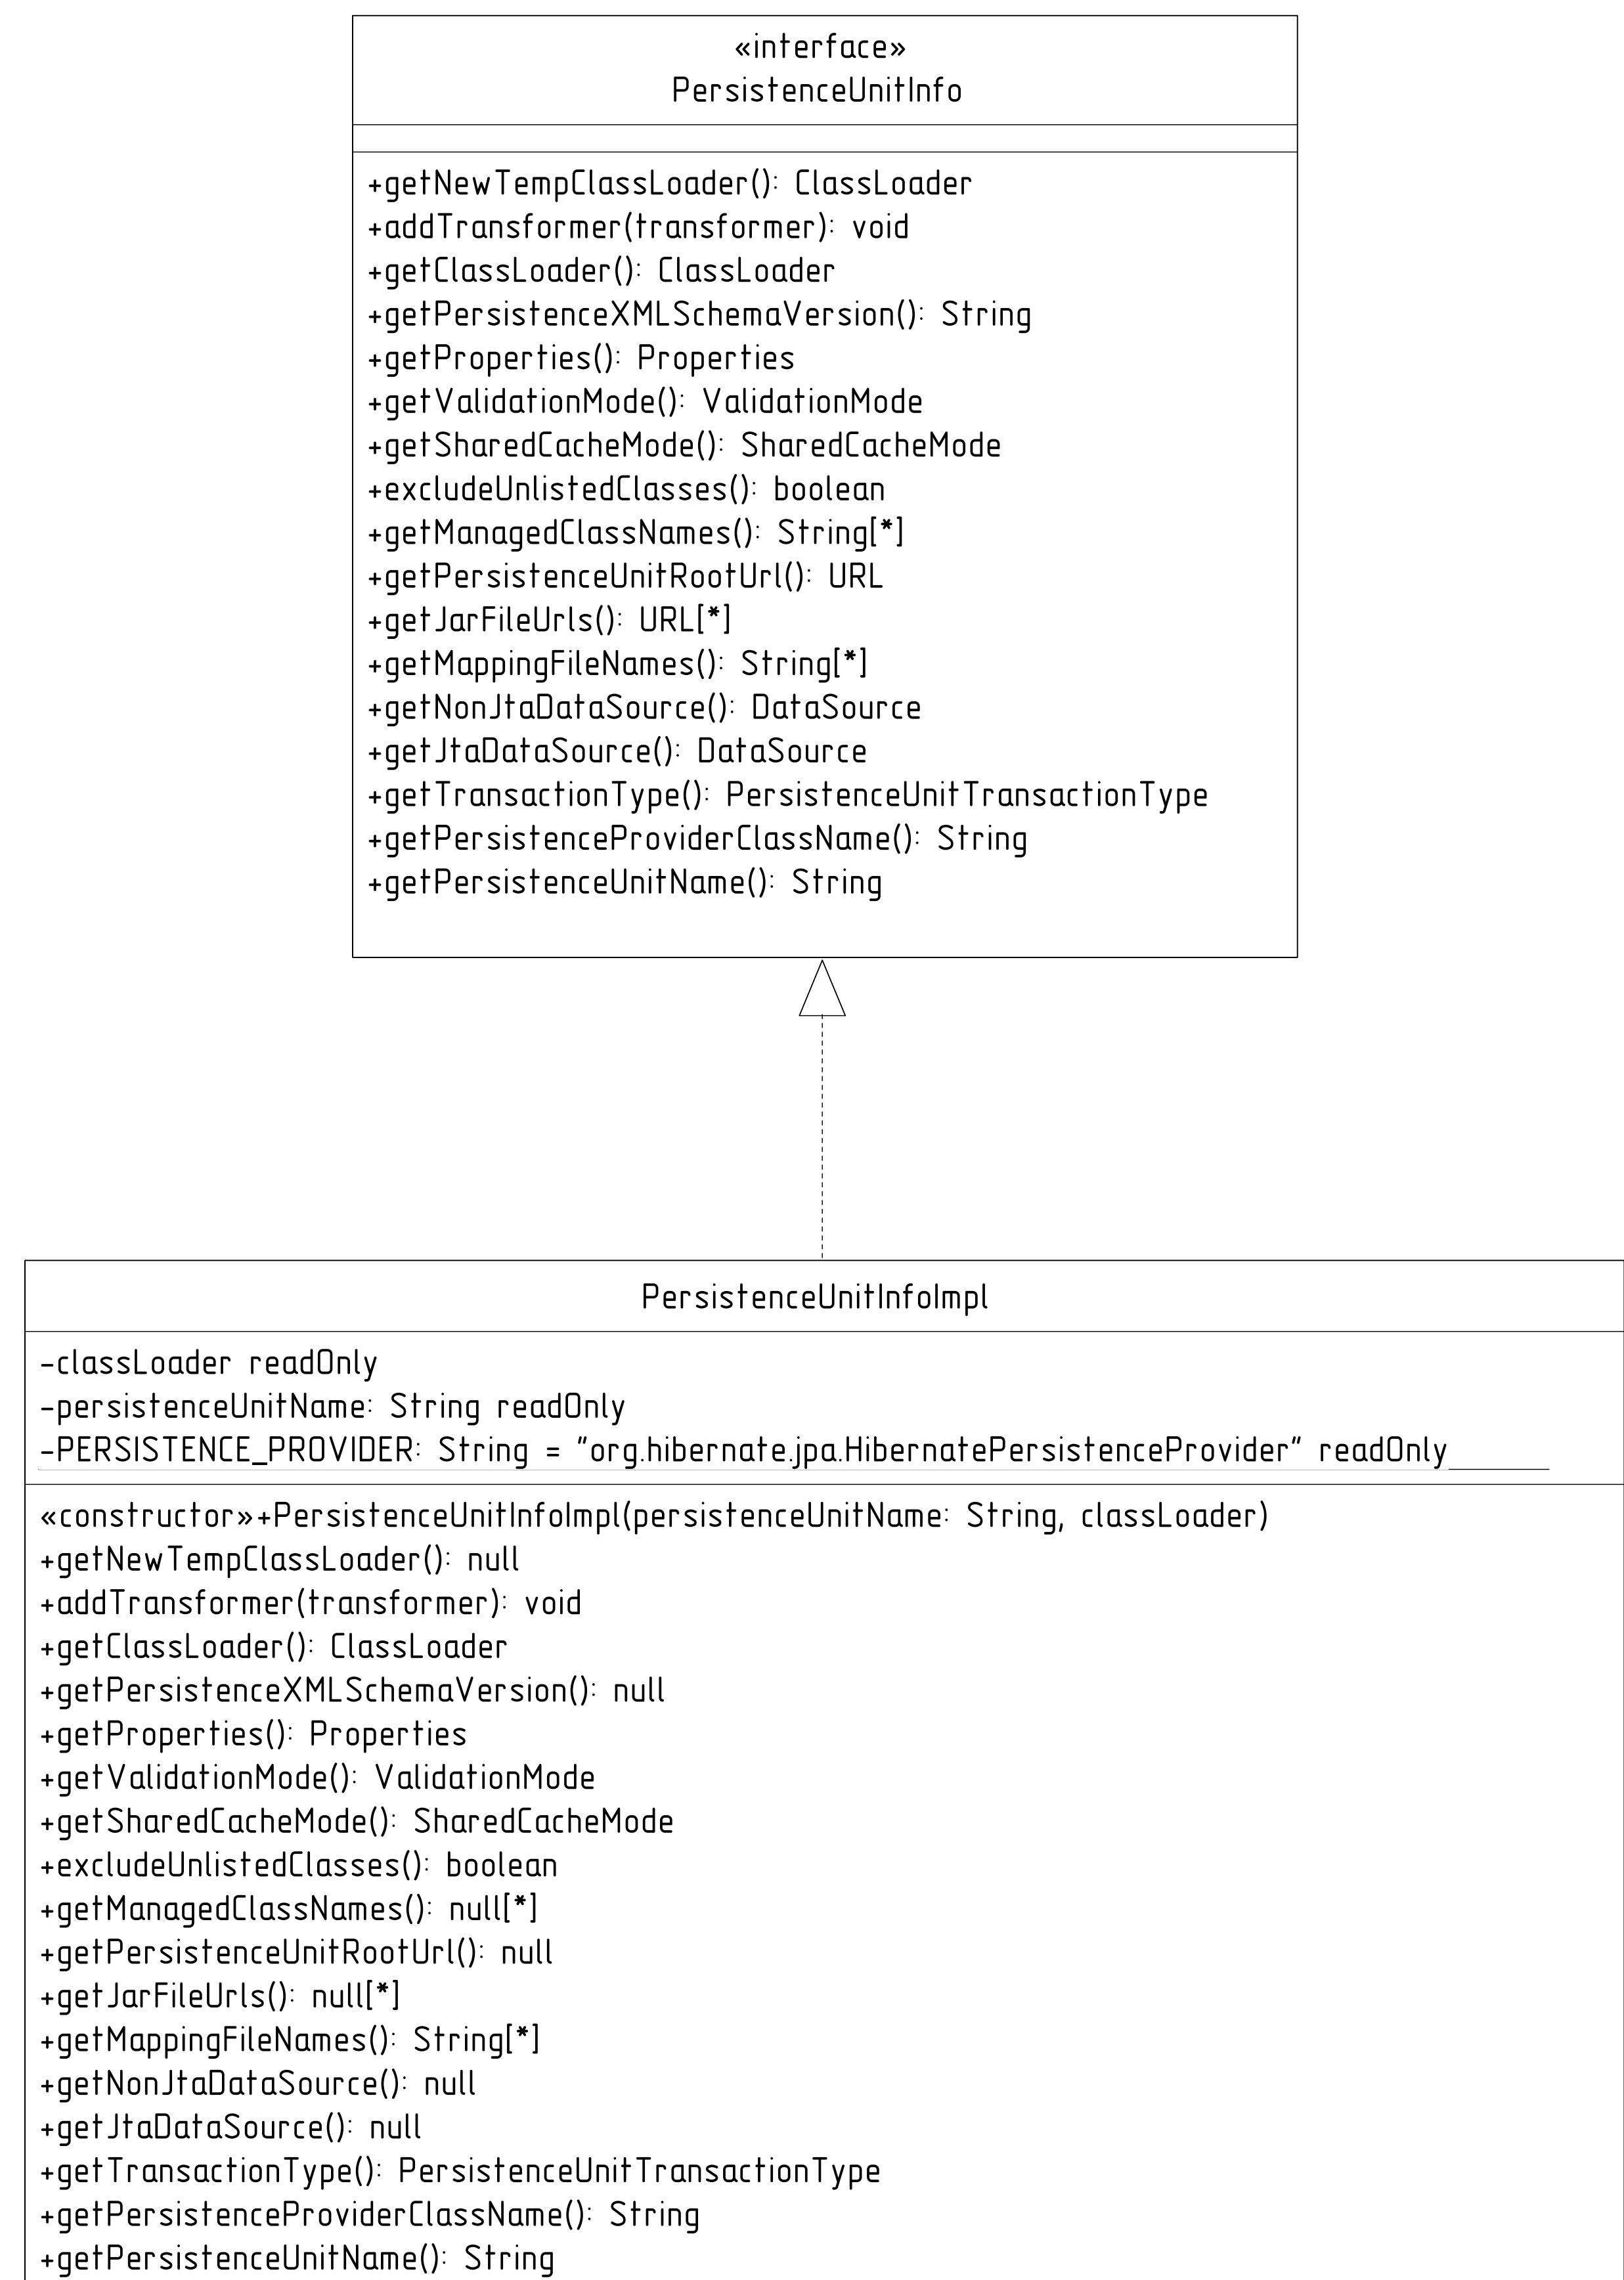 «interface»
PersistenceUnitInfo
+getNewTempClassLoader(): ClassLoader
+addTransformer(transformer): void
+getClassLoader(): ClassLoader
+getPersistenceXMLSchemaVersion(): String
+getProperties(): Properties
+getValidationMode(): ValidationMode
+getSharedCacheMode(): SharedCacheMode
+excludeUnlistedClasses(): boolean
+getManagedClassNames(): String[*]
+getPersistenceUnitRootUrl(): URL
+getJarFileUrls(): URL[*]
+getMappingFileNames(): String[*]
+getNonJtaDataSource(): DataSource
+getJtaDataSource(): DataSource
+getTransactionType(): PersistenceUnitTransactionType
+getPersistenceProviderClassName(): String
+getPersistenceUnitName(): String
PersistenceUnitInfoImpl
-classLoader readOnly
-persistenceUnitName: String readOnly
-PERSISTENCE_PROVIDER: String = "org.hibernate.jpa.HibernatePersistenceProvider" readOnly
«constructor»+PersistenceUnitInfoImpl(persistenceUnitName: String, classLoader)
+getNewTempClassLoader(): null
+addTransformer(transformer): void
+getClassLoader(): ClassLoader
+getPersistenceXMLSchemaVersion(): null
+getProperties(): Properties
+getValidationMode(): ValidationMode
+getSharedCacheMode(): SharedCacheMode
+excludeUnlistedClasses(): boolean
+getManagedClassNames(): null[*]
+getPersistenceUnitRootUrl(): null
+getJarFileUrls(): null[*]
+getMappingFileNames(): String[*]
+getNonJtaDataSource(): null
+getJtaDataSource(): null
+getTransactionType(): PersistenceUnitTransactionType
+getPersistenceProviderClassName(): String
+getPersistenceUnitName(): String